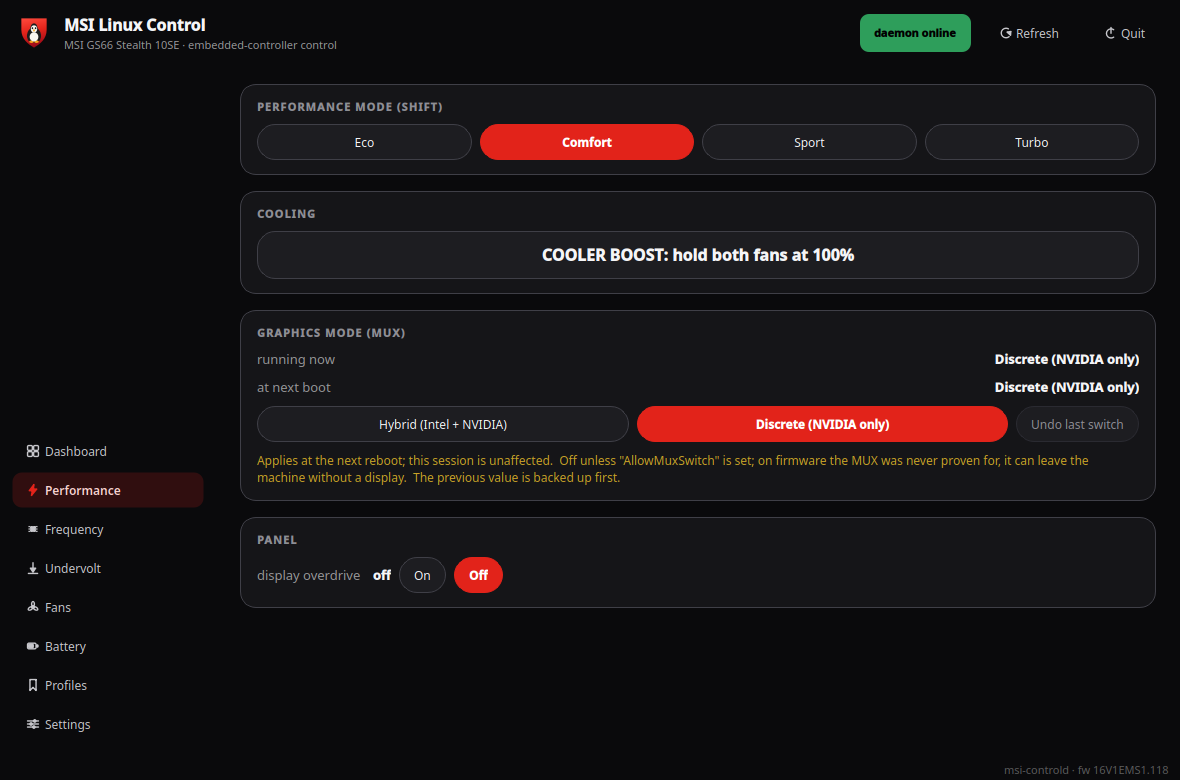 MSI Linux Control
MSI GS66 Stealth 10SE · embedded-controller control
daemon online
Refresh
Quit
Dashboard
Performance
Frequency
Undervolt
Fans
Battery
Profiles
Settings
PERFORMANCE MODE (SHIFT)
Eco
Comfort
Sport
Turbo
COOLING
COOLER BOOST: hold both fans at 100%
GRAPHICS MODE (MUX)
running now
Discrete (NVIDIA only)
at next boot
Discrete (NVIDIA only)
Hybrid (Intel + NVIDIA)
Discrete (NVIDIA only)
Undo last switch
Applies at the next reboot; this session is unaffected.  Off unless "AllowMuxSwitch" is set; on firmware the MUX was never proven for, it can leave the
machine without a display.  The previous value is backed up first.
PANEL
display overdrive off
On
Off
msi-controld · fw 16V1EMS1.118